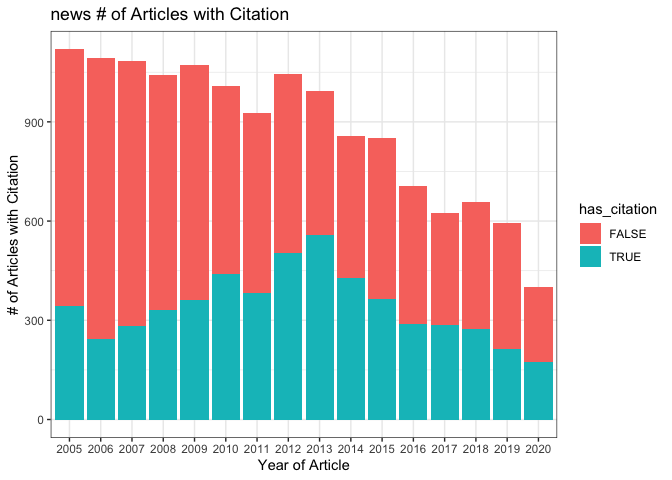 news # of Articles with Citation
# of Articles with Citation
900
600
300
0
2005 2006 2007 2008 2009 2010 2011 2012 2013 2014 2015 2016 2017 2018 2019 2020
Year of Article
has_citation
FALSE
TRUE